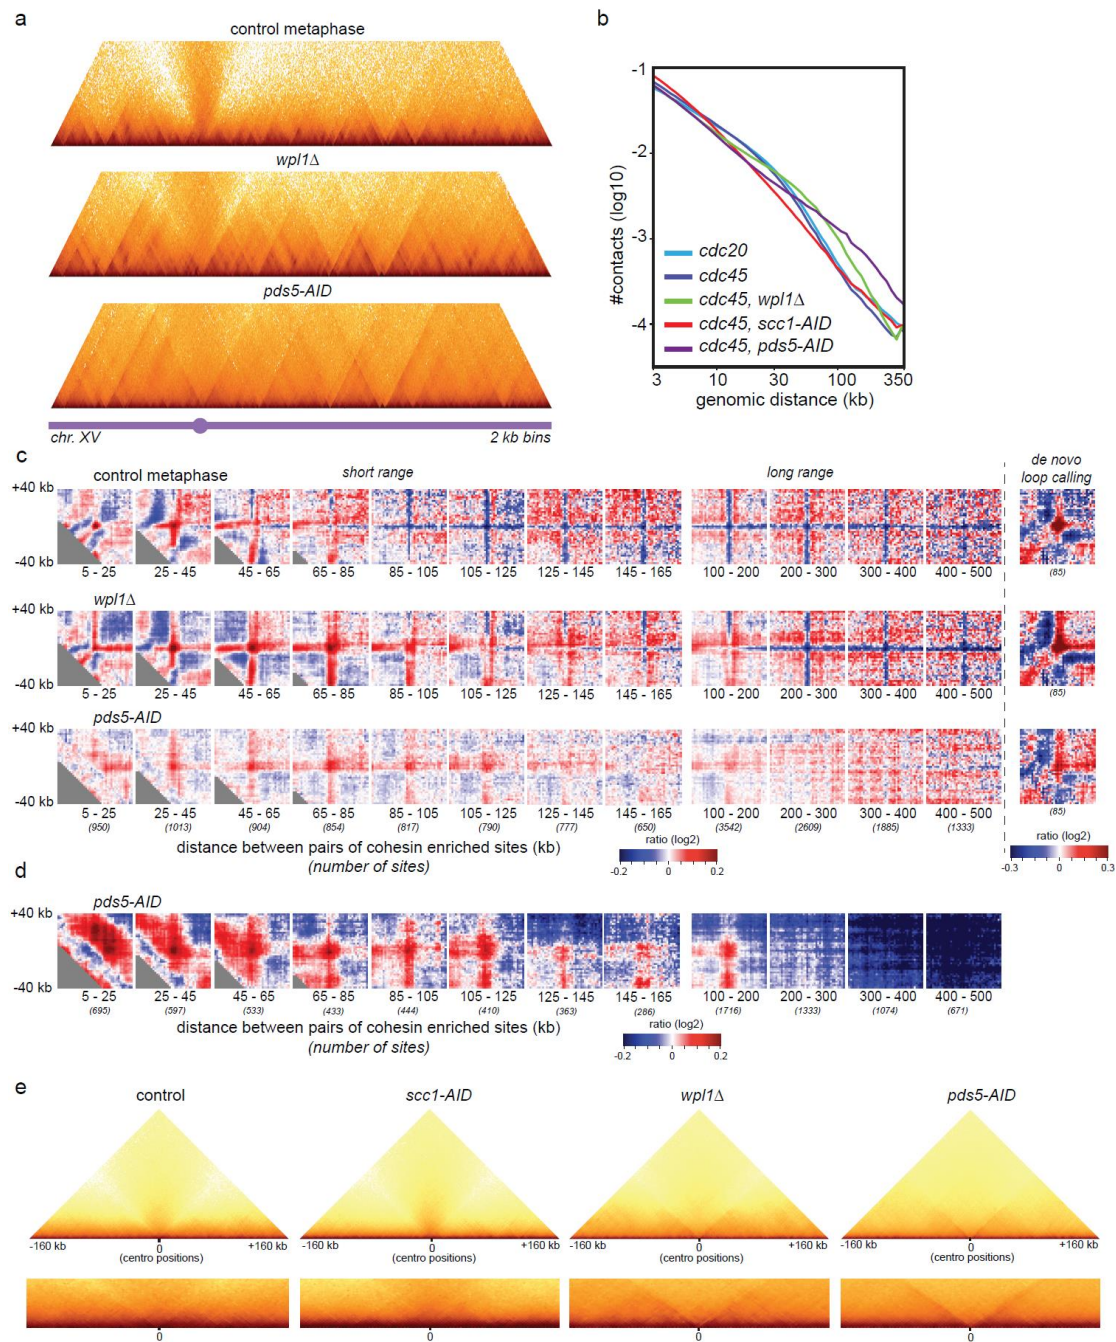 a
control metaphase
wpl1Δ
pds5-AID
chr. XV
2 kb bins
b
-1
-2
-3
-4
#contacts (log10)
cdc20
cdc45
cdc45, wpl1Δ
cdc45, scc1-AID
cdc45, pds5-AID
3 10 30 100 350
genomic distance (kb)
c
control metaphase short range long range de novo loop calling
+40 kb
-40 kb
5 - 25 25 - 45 45 - 65 65 - 85 85 - 105 105 - 125 125 - 145 145 - 165 100 - 200 200 - 300 300 - 400 400 - 500 (85)
wpl1Δ
+40 kb
-40 kb
5 - 25 25 - 45 45 - 65 65 - 85 85 - 105 105 - 125 125 - 145 145 - 165 100 - 200 200 - 300 300 - 400 400 - 500 (85)
pds5-AID
+40 kb
-40 kb
5 - 25 25 - 45 45 - 65 65 - 85 85 - 105 105 - 125 125 - 145 145 - 165 100 - 200 200 - 300 300 - 400 400 - 500 (85)
(950) (1013) (904) (854) (817) (790) (777) (650) (3542) (2609) (1885) (1333)
distance between pairs of cohesin enriched sites (kb)
(number of sites)
ratio (log2)
-0.2 0 0.2
ratio (log2)
-0.3 0 0.3
d
pds5-AID
+40 kb
-40 kb
5 - 25 25 - 45 45 - 65 65 - 85 85 - 105 105 - 125 125 - 145 145 - 165 100 - 200 200 - 300 300 - 400 400 - 500
(695) (597) (533) (433) (444) (410) (363) (286) (1716) (1333) (1074) (671)
distance between pairs of cohesin enriched sites (kb)
(number of sites)
ratio (log2)
-0.2 0 0.2
e
control scc1-AID wpl1Δ pds5-AID
-160 kb 0 +160 kb -160 kb 0 +160 kb -160 kb 0 +160 kb -160 kb 0 +160 kb
(centro positions) (centro positions) (centro positions) (centro positions)
0 0 0 0